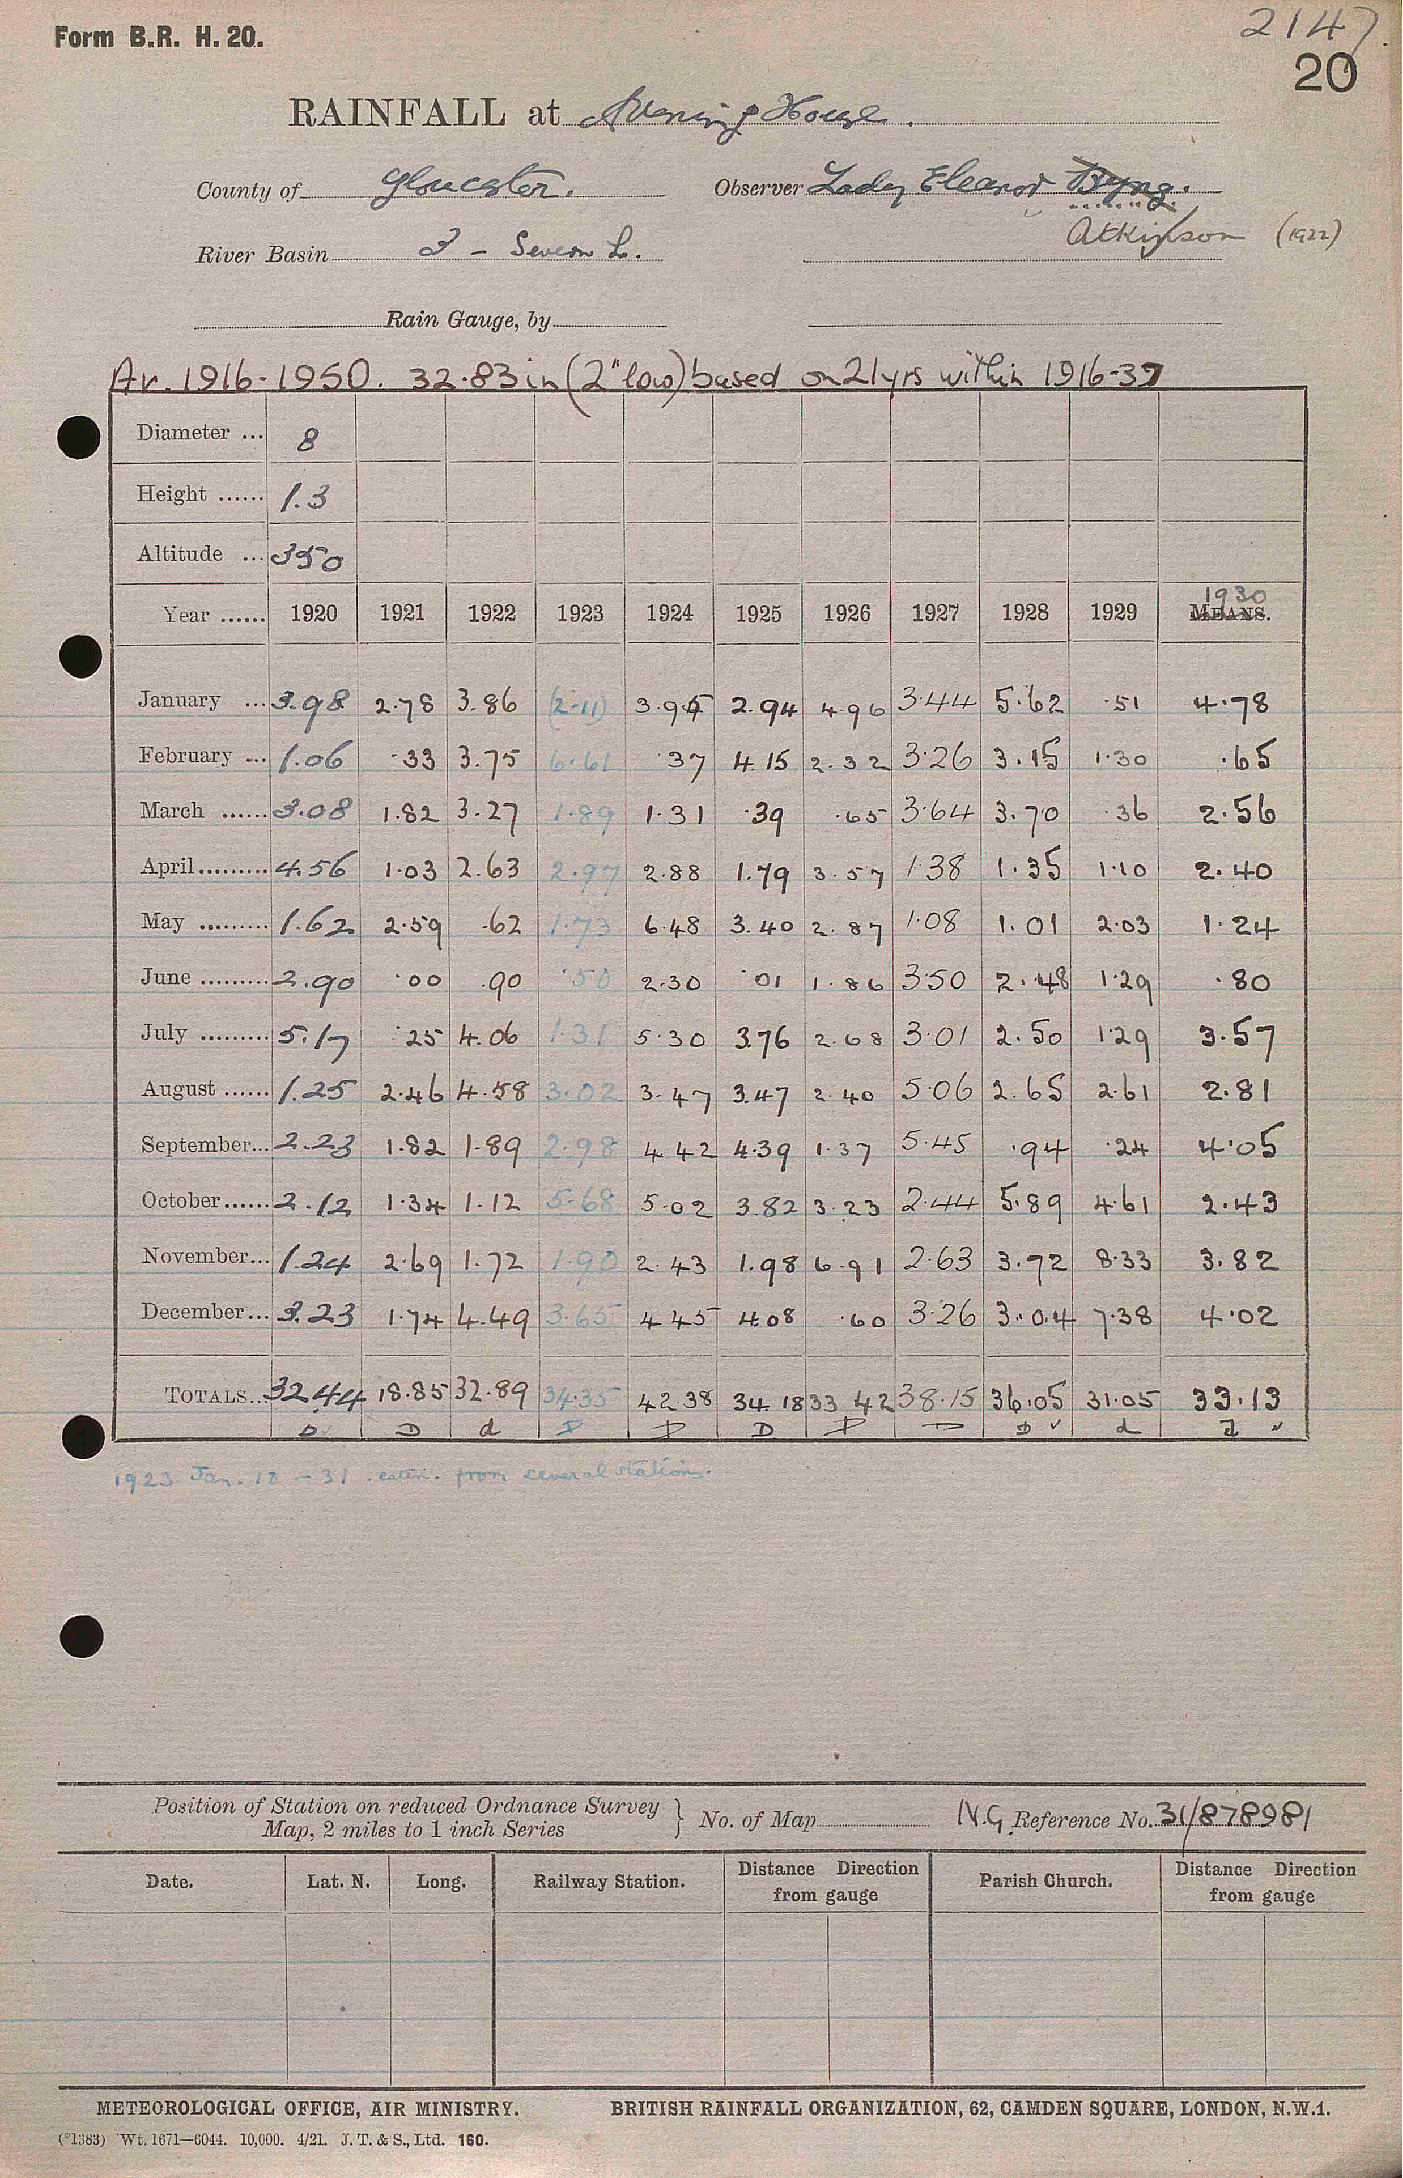 Form B.R. H. 20.
2147.
20
RAINFALL at Avening House.
County of Gloucester. Observer Lady Eleanor Byng.
Atkinson (1922)
River Basin I - Severn L.
Rain Gauge, by
Av. 1916-1950. 32.83 in (2" low) based on 21 yrs within 1916-37
Diameter ... 8
Height ...... 1.3
Altitude ... 350
1930
Year ...... 1920 1921 1922 1923 1924 1925 1926 1927 1928 1929 MEANS.
January ... 3.98 2.78 3.86 (2.11) 3.95 2.94 4.96 3.44 5.62 .51 4.78
February ... 1.06 .33 3.75 6.61 .37 4.15 2.32 3.26 3.15 1.30 .65
March ...... 3.08 1.82 3.27 1.89 1.31 .39 .65 3.64 3.70 .36 2.56
April ......... 4.56 1.03 2.63 2.97 2.88 1.79 3.57 1.38 1.35 1.10 2.40
May ......... 1.62 2.59 .62 1.73 6.48 3.40 2.87 1.08 1.01 2.03 1.24
June ......... 2.90 .00 .90 .50 2.30 .01 1.86 3.50 2.48 1.29 .80
July ......... 5.17 .25 4.06 1.31 5.30 3.76 2.68 3.01 2.50 1.29 3.57
August ...... 1.25 2.46 4.58 3.02 3.47 3.47 2.40 5.06 2.65 2.61 2.81
September... 2.23 1.82 1.89 2.98 4.42 4.39 1.37 5.45 .94 .24 4.05
October...... 2.12 1.34 1.12 5.68 5.02 3.82 3.23 2.44 5.89 4.61 2.43
November... 1.24 2.69 1.72 1.90 2.43 1.98 6.91 2.63 3.72 8.33 3.82
December... 3.23 1.74 4.49 3.65 4.45 4.08 .60 3.26 3.04 7.38 4.02
TOTALS... 32.44 18.85 32.89 34.35 42.38 34.18 33.42 38.15 36.05 31.05 33.13
D D d D D D D D d
1923 Jan. 18 - 31 estim. from several stations.
Position of Station on reduced Ordnance Survey Map, 2 miles to 1 inch Series } No. of Map N.G. Reference No. 31/878981
Date. Lat. N. Long. Railway Station. Distance Direction from gauge Parish Church. Distance Direction from gauge
METEOROLOGICAL OFFICE, AIR MINISTRY. BRITISH RAINFALL ORGANIZATION, 62, CAMDEN SQUARE, LONDON, N.W.1.
(*1383) Wt. 1671—6044. 10,000. 4/21. J. T. & S., Ltd. 160.